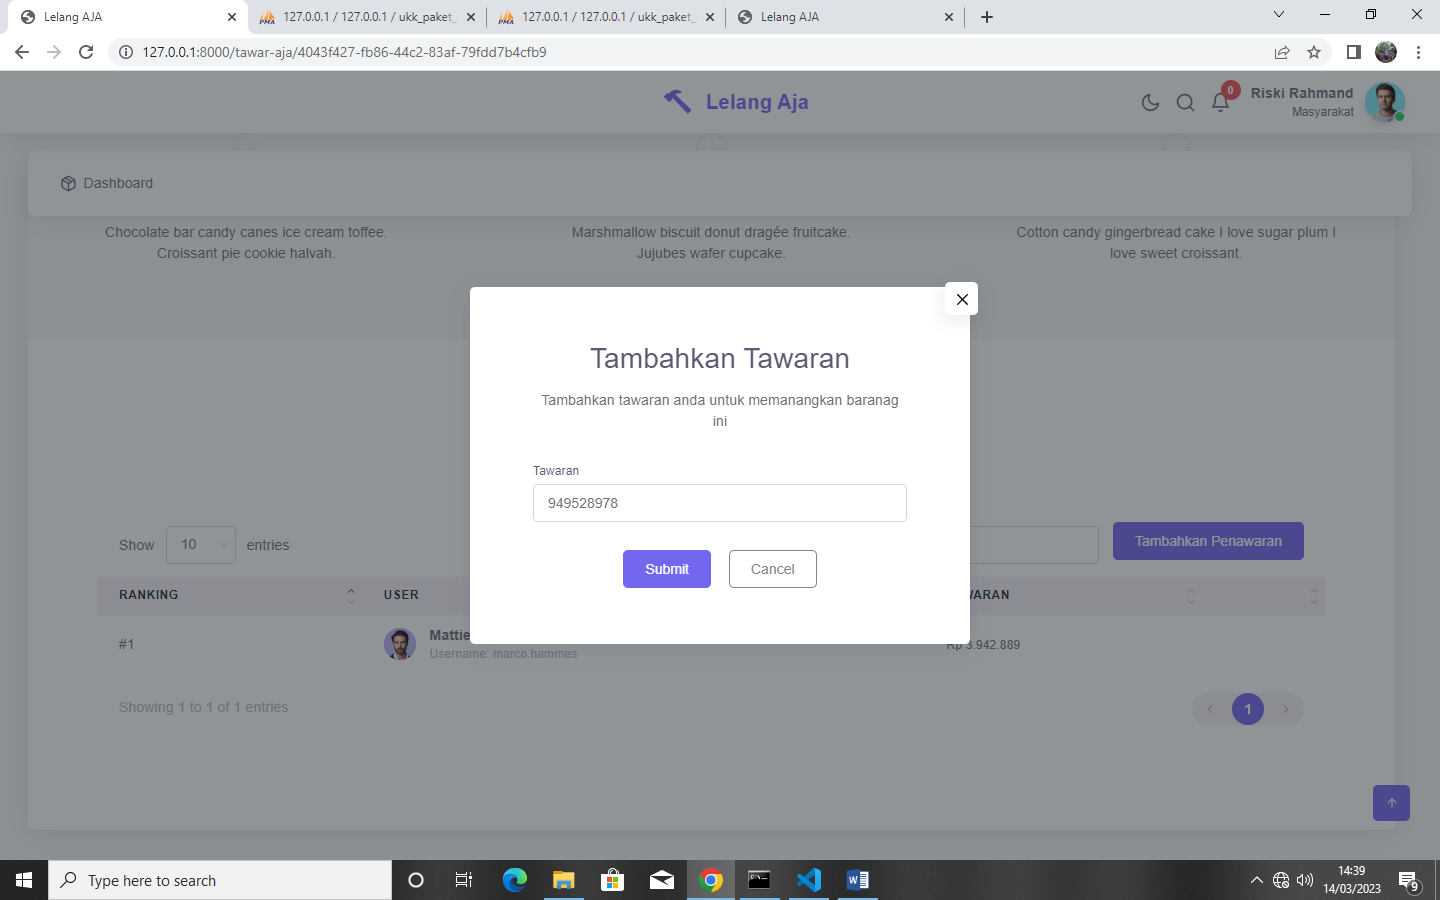 Lelang AJA
127.0.0.1 / 127.0.0.1 / ukk_paket_
127.0.0.1 / 127.0.0.1 / ukk_paket_
Lelang AJA
127.0.0.1:8000/tawar-aja/4043f427-fb86-44c2-83af-79fdd7b4cfb9
Lelang Aja
0
Riski Rahmand
Masyarakat
Dashboard
Chocolate bar candy canes ice cream toffee.
Croissant pie cookie halvah.
Marshmallow biscuit donut dragée fruitcake.
Jujubes wafer cupcake.
Cotton candy gingerbread cake I love sugar plum I
love sweet croissant.
Tambahkan Tawaran
Tambahkan tawaran anda untuk memanangkan baranag
ini
Tawaran
949528978
Submit
Cancel
Show 10 entries
Tambahkan Penawaran
RANKING USER WARAN
#1
Mattie
Username: marco.hammes
Rp 3.942.889
Showing 1 to 1 of 1 entries
1
Type here to search
14:39
14/03/2023
9